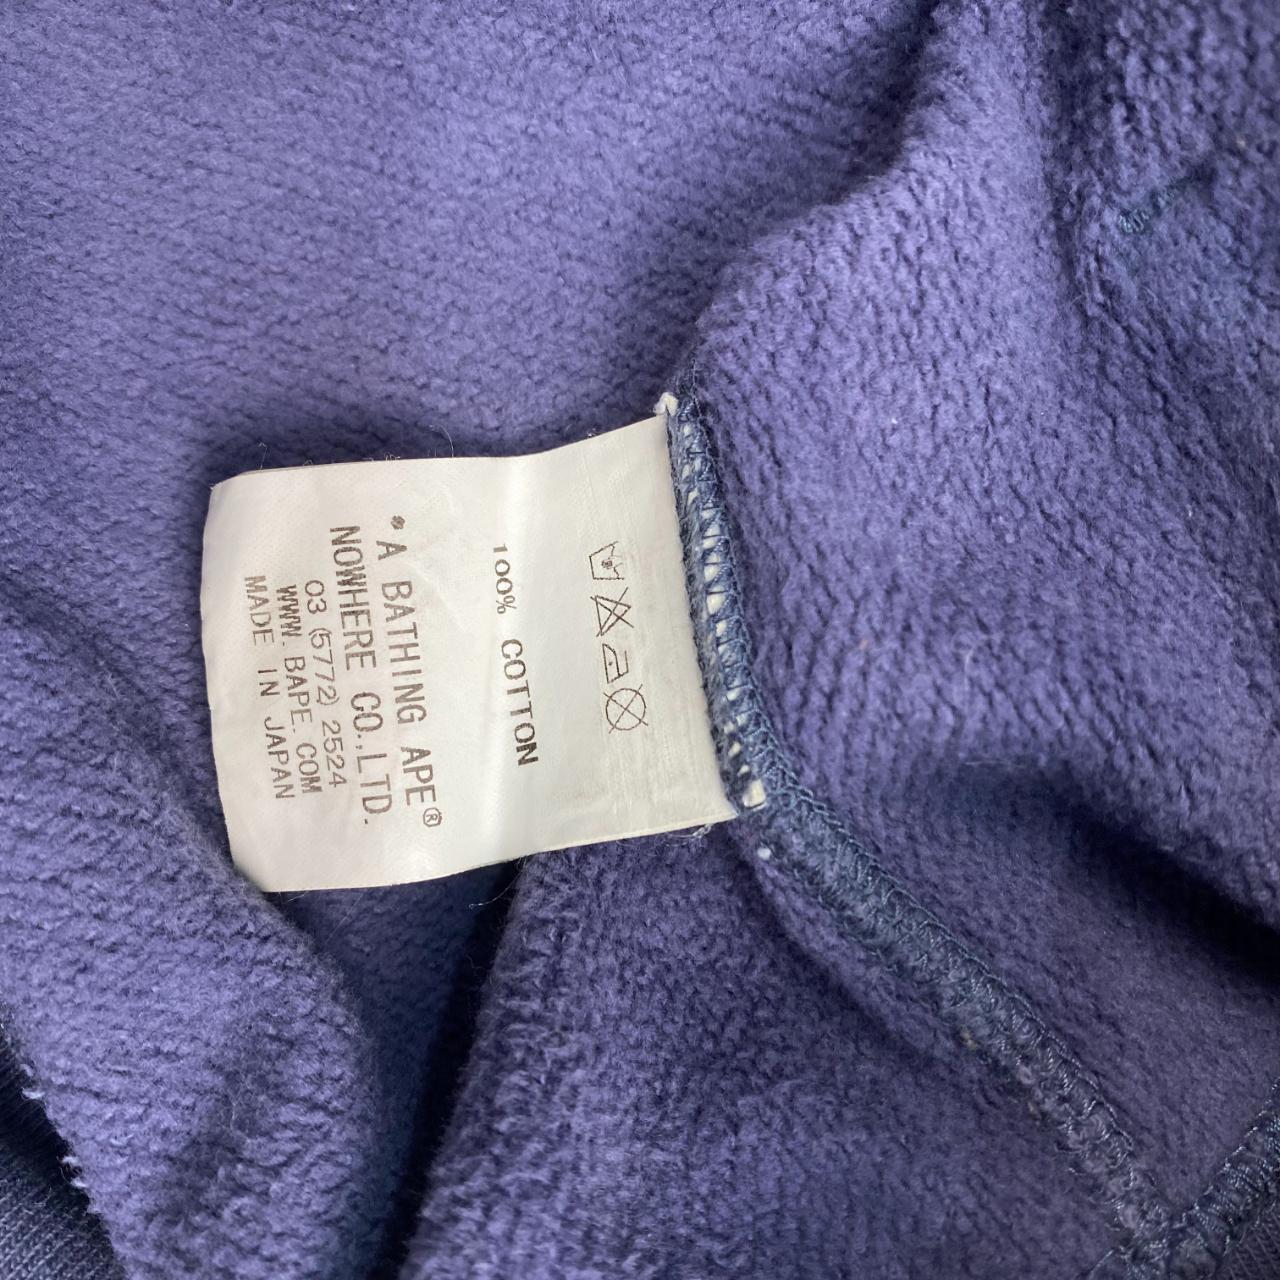 100% COTTON
A BATHING APE®
NOWHERE CO.,LTD.
03 (5772) 2524
WWW.BAPE.COM
MADE IN JAPAN